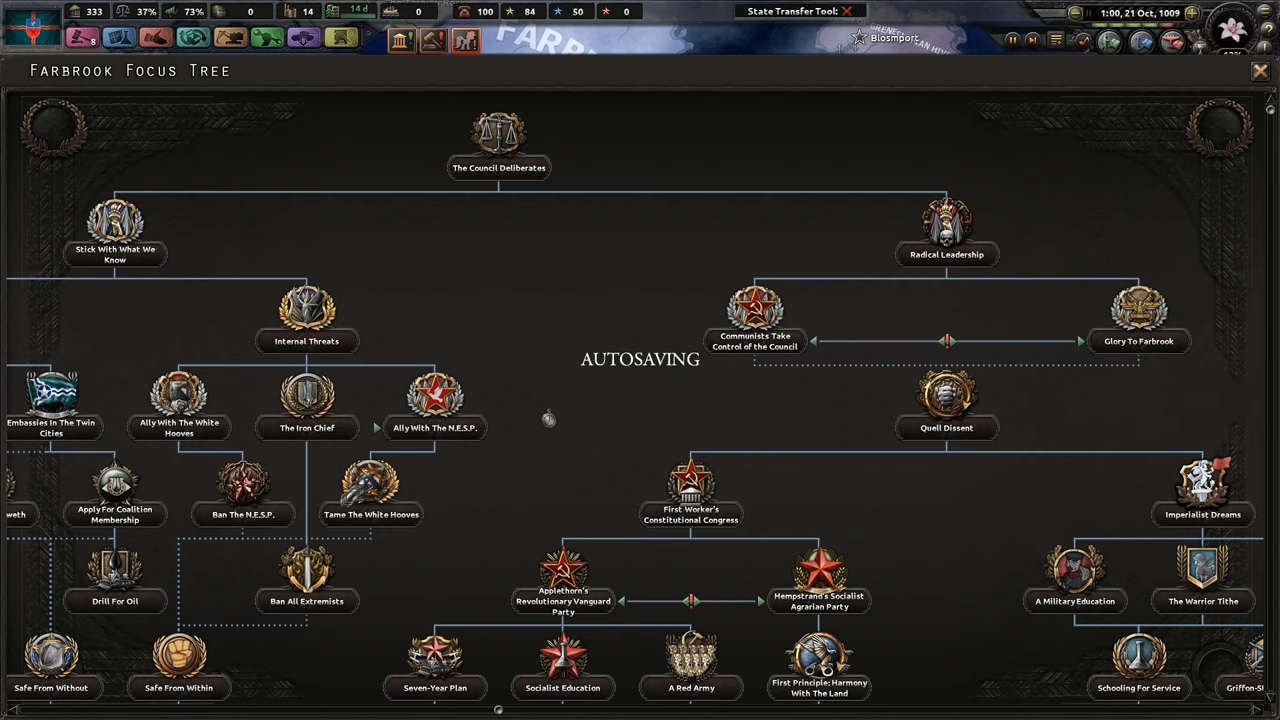 333
37%
73%
0
14
14 d
0
100
84
50
0
State Transfer Tool:
1:00, 21 Oct, 1009
8
Blosmport
FARBROOK FOCUS TREE
The Council Deliberates
Stick With What We
Know
Radical Leadership
Internal Threats
Communists Take
Control of the Council
Glory To Farbrook
AUTOSAVING
Embassies In The Twin
Cities
Ally With The White
Hooves
The Iron Chief
Ally With The N.E.S.P.
Quell Dissent
weth
Apply For Coalition
Membership
Ban The N.E.S.P.
Tame The White Hooves
First Worker's
Constitutional Congress
Imperialist Dreams
Drill For Oil
Ban All Extremists
Applethorn's
Revolutionary Vanguard
Party
Hempstrand's Socialist
Agrarian Party
A Military Education
The Warrior Tithe
Safe From Without
Safe From Within
Seven-Year Plan
Socialist Education
A Red Army
First Principle: Harmony
With The Land
Schooling For Service